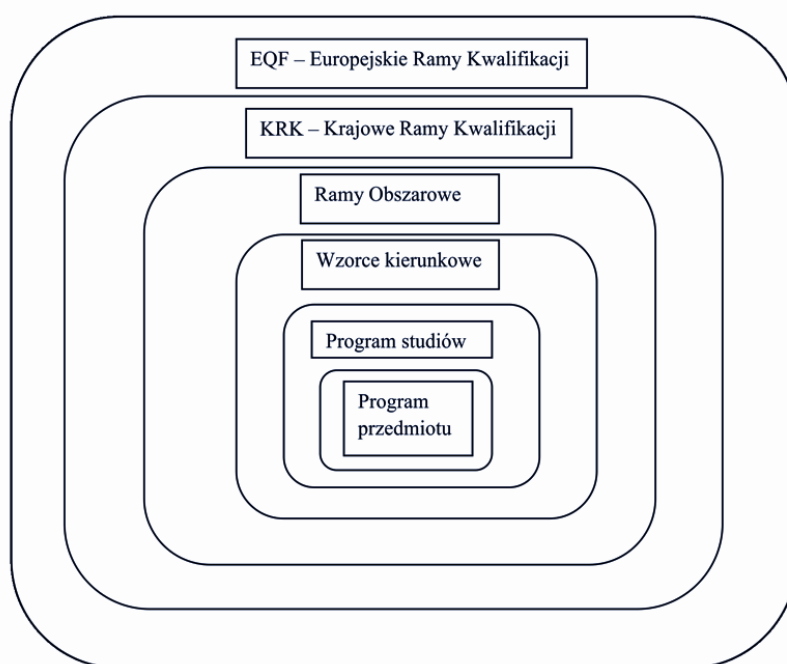 EQF – Europejskie Ramy Kwalifikacji
KRK – Krajowe Ramy Kwalifikacji
Ramy Obszarowe
Wzorce kierunkowe
Program studiów
Program
przedmiotu